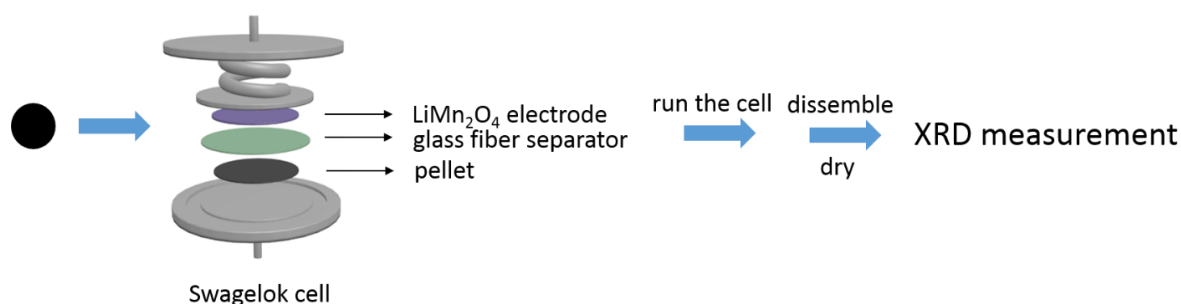 LiMn₂O₄ electrode
glass fiber separator
pellet
Swagelok cell
run the cell
dissemble
dry
XRD measurement